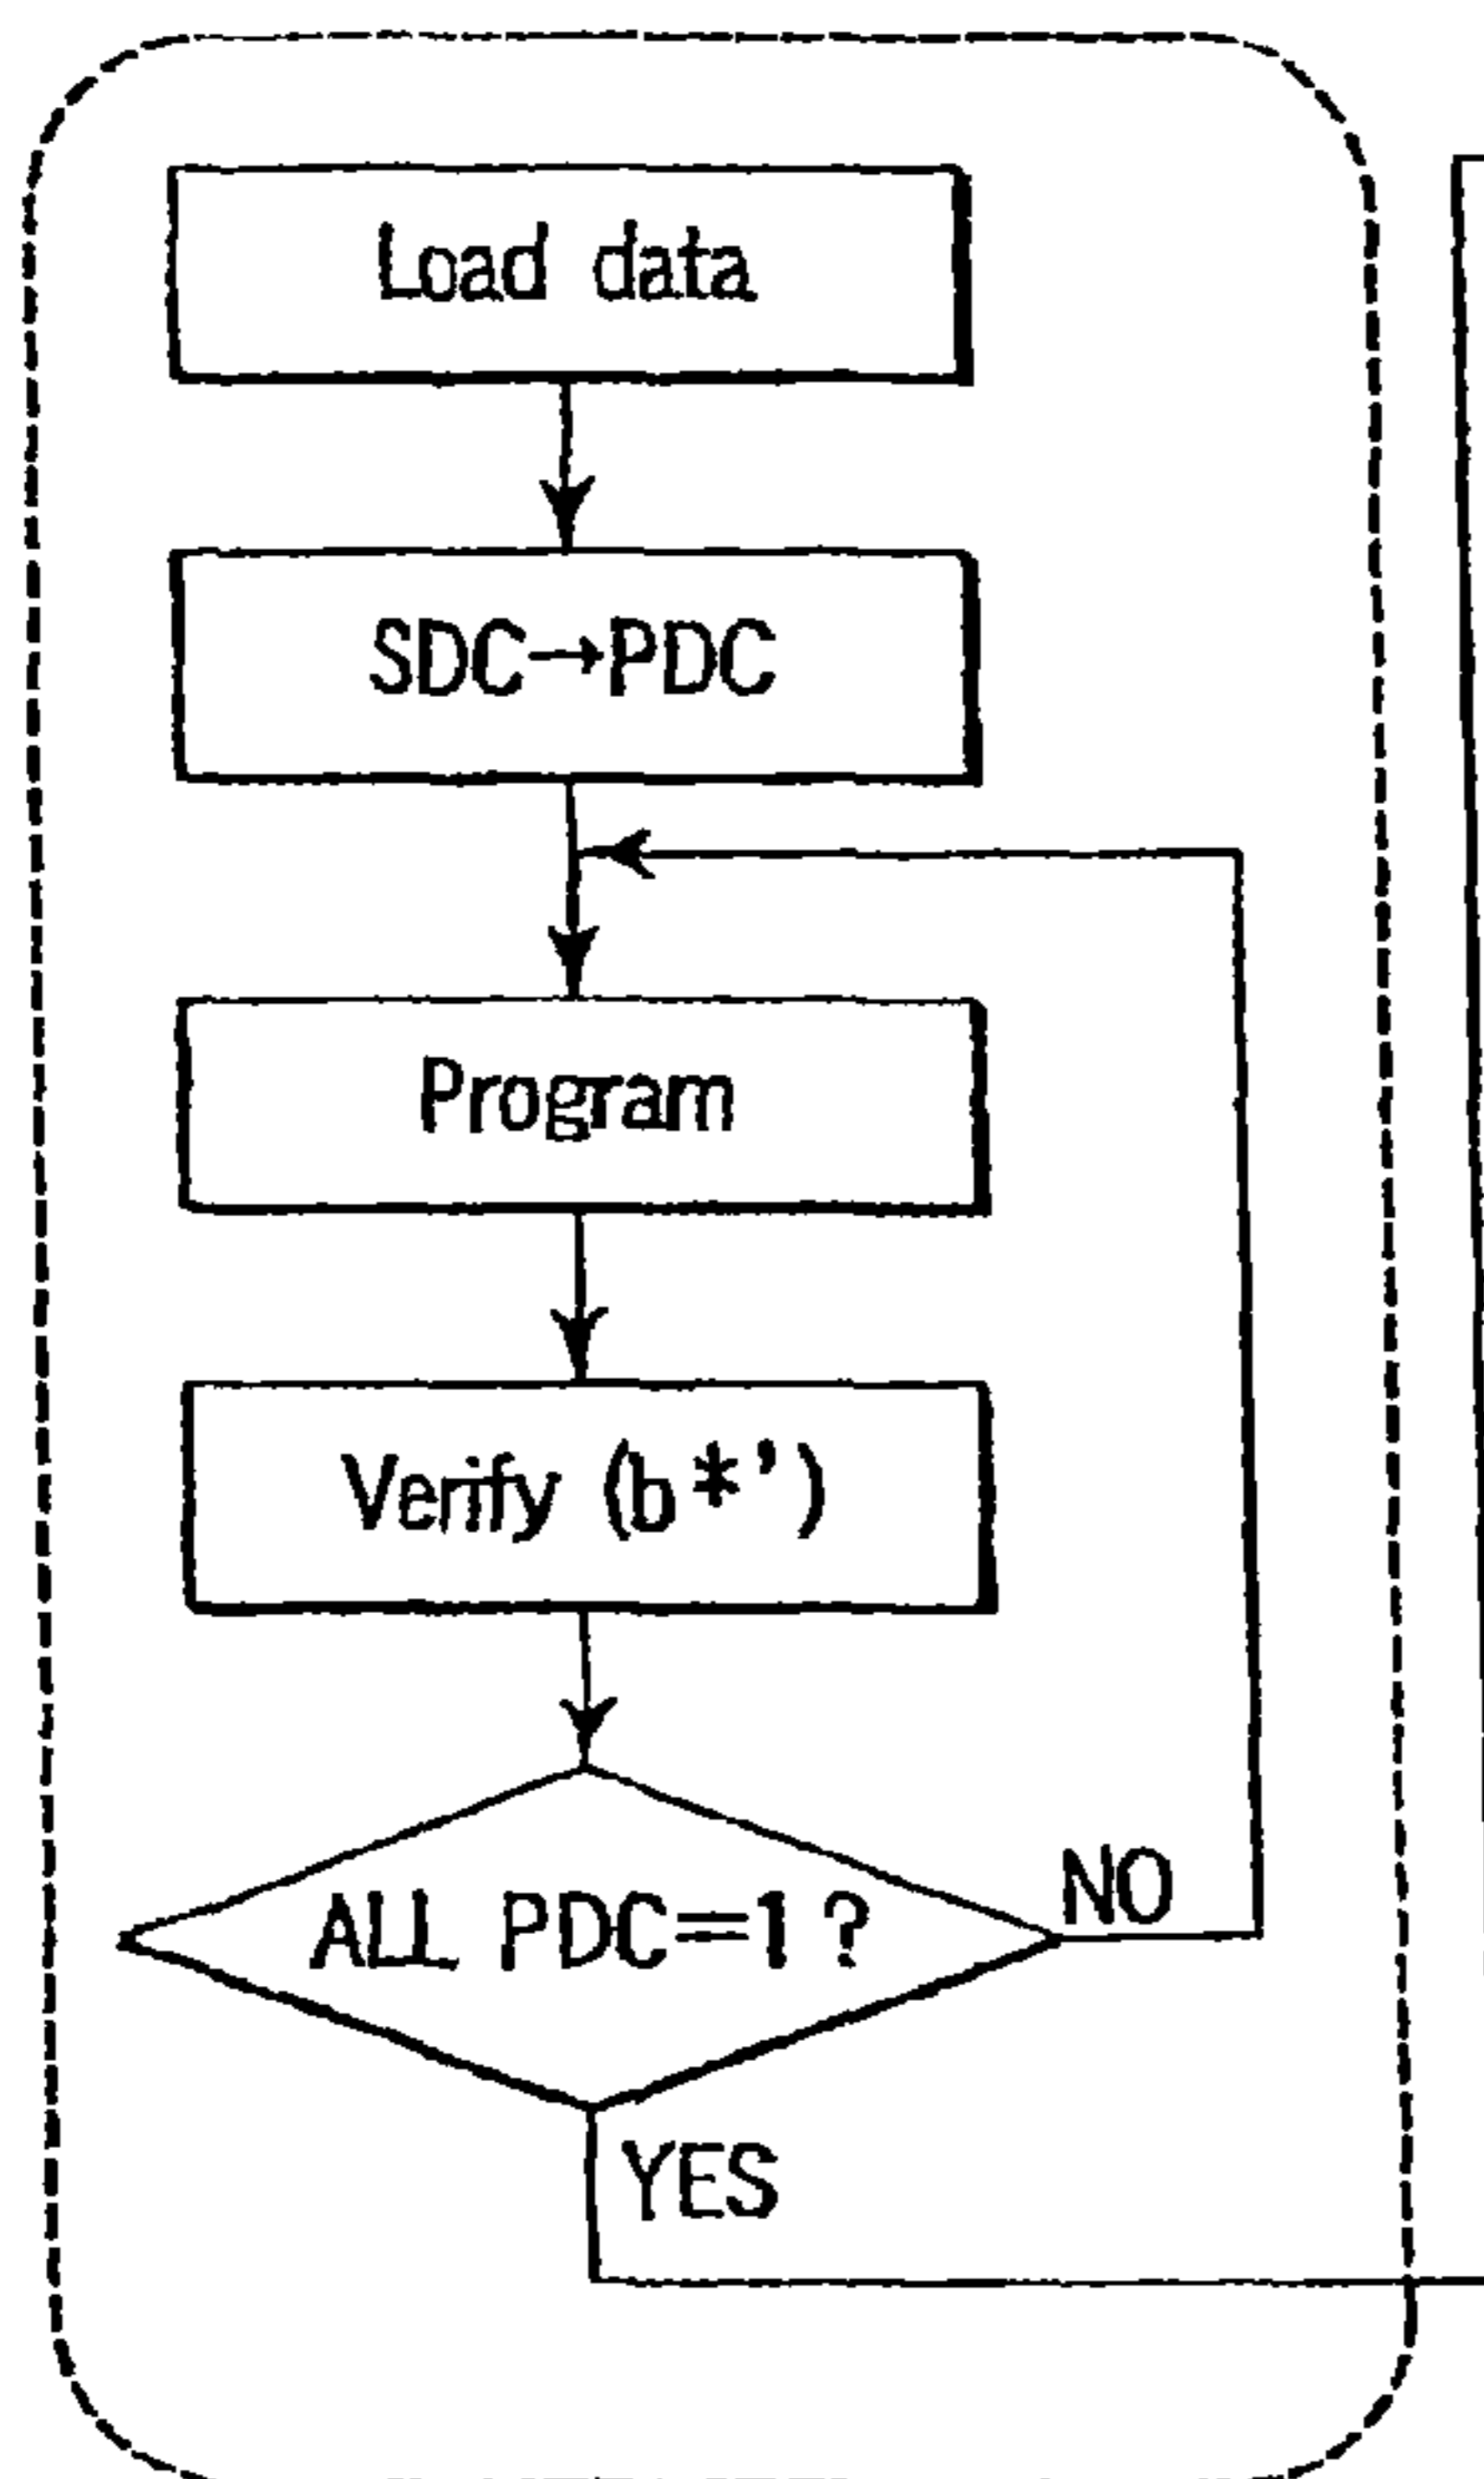 Load data
SDC→PDC
Program
Verify (b*')
ALL PDC=1 ?
NO
YES